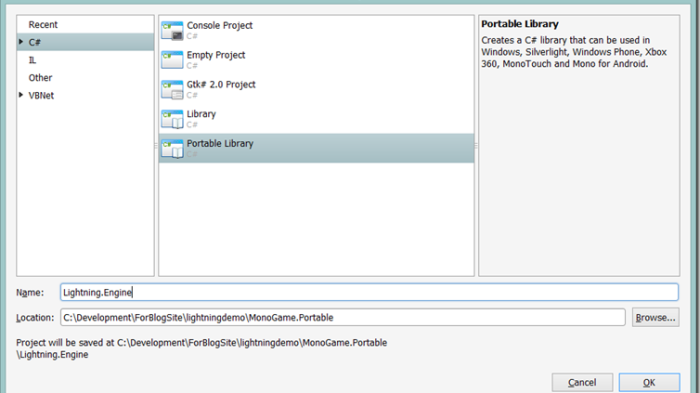 Recent
C#
IL
Other
VBNet
Console Project
C#
Empty Project
C#
Gtk# 2.0 Project
C#
Library
C#
Portable Library
C#
Portable Library
Creates a C# library that can be used in
Windows, Silverlight, Windows Phone, Xbox
360, MonoTouch and Mono for Android.
Name: Lightning.Engine
Location: C:\Development\ForBlogSite\lightningdemo\MonoGame.Portable Browse...
Project will be saved at C:\Development\ForBlogSite\lightningdemo\MonoGame.Portable
\Lightning.Engine
Cancel OK